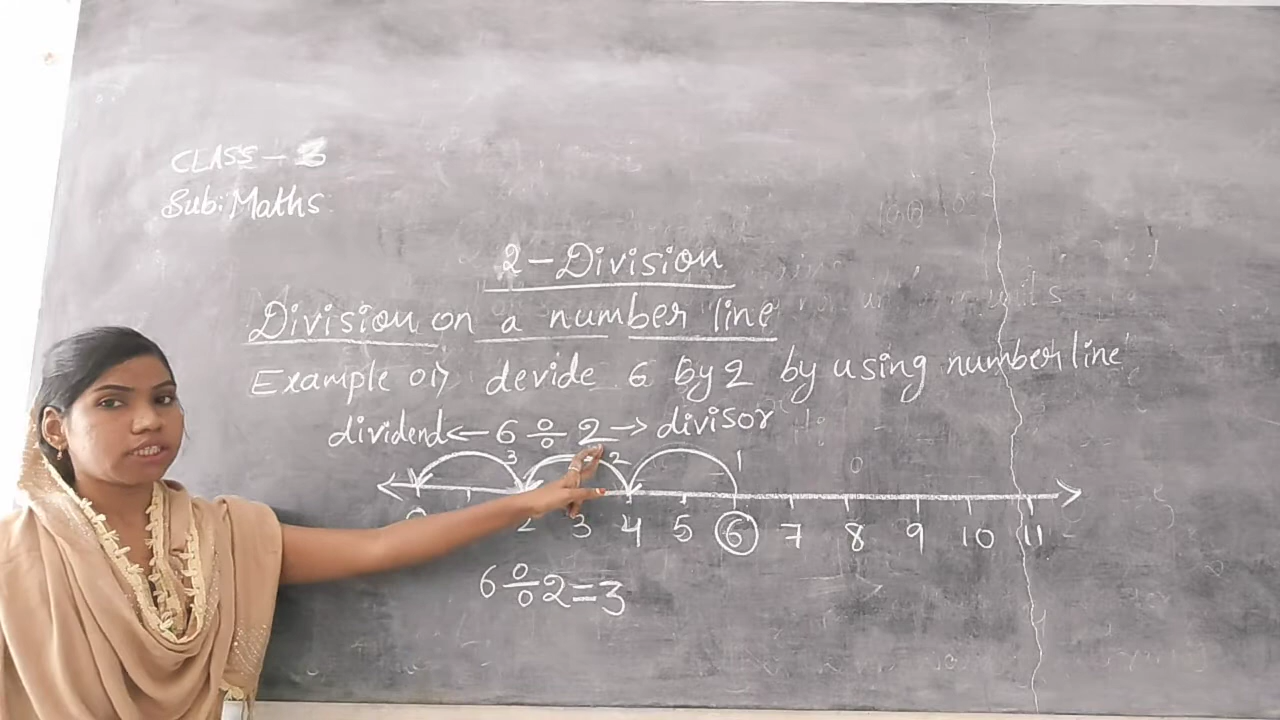 CLASS - 3
Sub: Maths
2-Division
Division on a number line
Example 01) devide 6 by 2 by using number line
dividend ← 6 ÷ 2 → divisor
3 2 1
2 3 4 5 6 7 8 9 10 11
6 ÷ 2 = 3